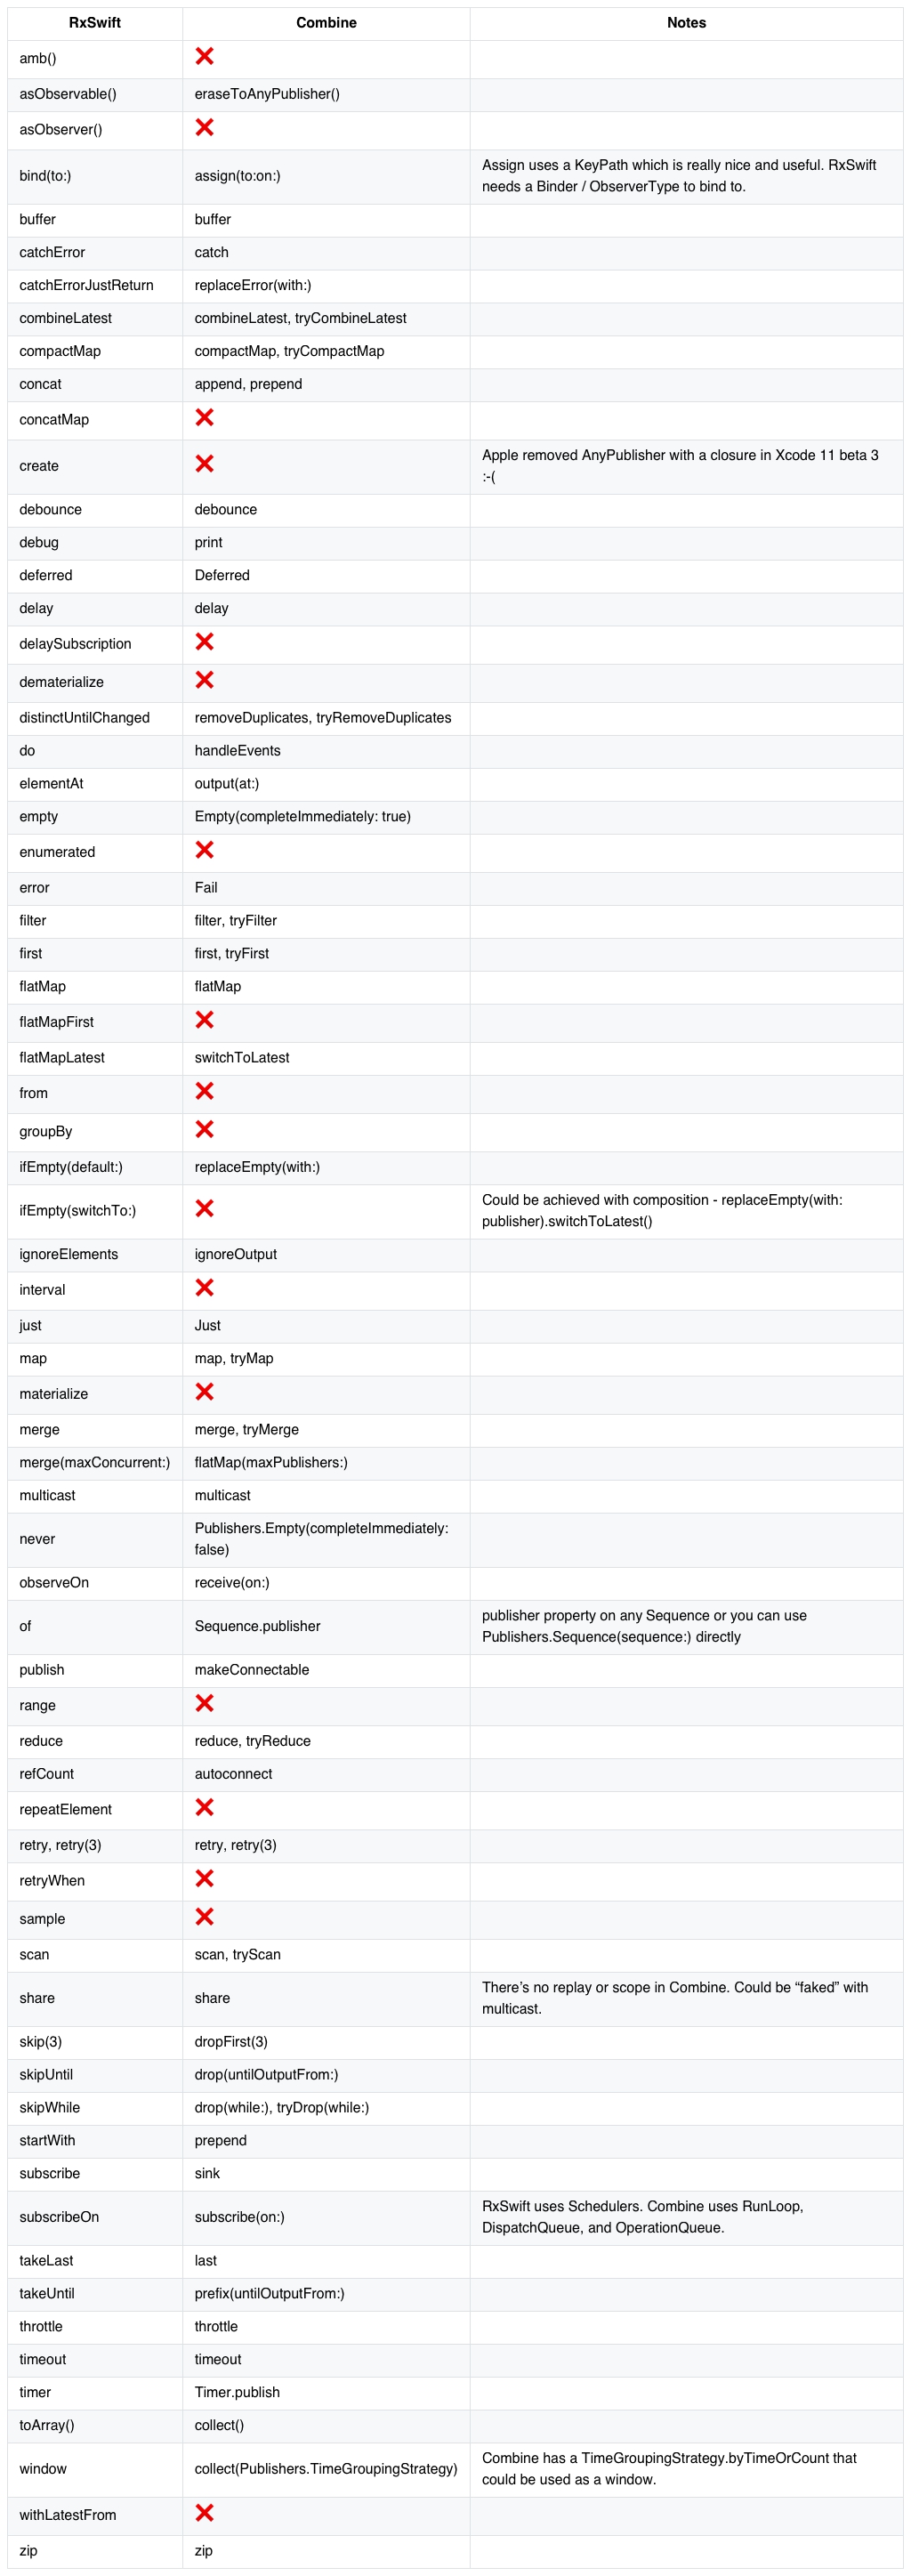 RxSwift Combine Notes
amb() ❌
asObservable() eraseToAnyPublisher()
asObserver() ❌
bind(to:) assign(to:on:) Assign uses a KeyPath which is really nice and useful. RxSwift
needs a Binder / ObserverType to bind to.
buffer buffer
catchError catch
catchErrorJustReturn replaceError(with:)
combineLatest combineLatest, tryCombineLatest
compactMap compactMap, tryCompactMap
concat append, prepend
concatMap ❌
create ❌ Apple removed AnyPublisher with a closure in Xcode 11 beta 3
:-(
debounce debounce
debug print
deferred Deferred
delay delay
delaySubscription ❌
dematerialize ❌
distinctUntilChanged removeDuplicates, tryRemoveDuplicates
do handleEvents
elementAt output(at:)
empty Empty(completeImmediately: true)
enumerated ❌
error Fail
filter filter, tryFilter
first first, tryFirst
flatMap flatMap
flatMapFirst ❌
flatMapLatest switchToLatest
from ❌
groupBy ❌
ifEmpty(default:) replaceEmpty(with:)
ifEmpty(switchTo:) ❌ Could be achieved with composition - replaceEmpty(with:
publisher).switchToLatest()
ignoreElements ignoreOutput
interval ❌
just Just
map map, tryMap
materialize ❌
merge merge, tryMerge
merge(maxConcurrent:) flatMap(maxPublishers:)
multicast multicast
never Publishers.Empty(completeImmediately:
false)
observeOn receive(on:)
of Sequence.publisher publisher property on any Sequence or you can use
Publishers.Sequence(sequence:) directly
publish makeConnectable
range ❌
reduce reduce, tryReduce
refCount autoconnect
repeatElement ❌
retry, retry(3) retry, retry(3)
retryWhen ❌
sample ❌
scan scan, tryScan
share share There’s no replay or scope in Combine. Could be “faked” with
multicast.
skip(3) dropFirst(3)
skipUntil drop(untilOutputFrom:)
skipWhile drop(while:), tryDrop(while:)
startWith prepend
subscribe sink
subscribeOn subscribe(on:) RxSwift uses Schedulers. Combine uses RunLoop,
DispatchQueue, and OperationQueue.
takeLast last
takeUntil prefix(untilOutputFrom:)
throttle throttle
timeout timeout
timer Timer.publish
toArray() collect()
window collect(Publishers.TimeGroupingStrategy) Combine has a TimeGroupingStrategy.byTimeOrCount that
could be used as a window.
withLatestFrom ❌
zip zip